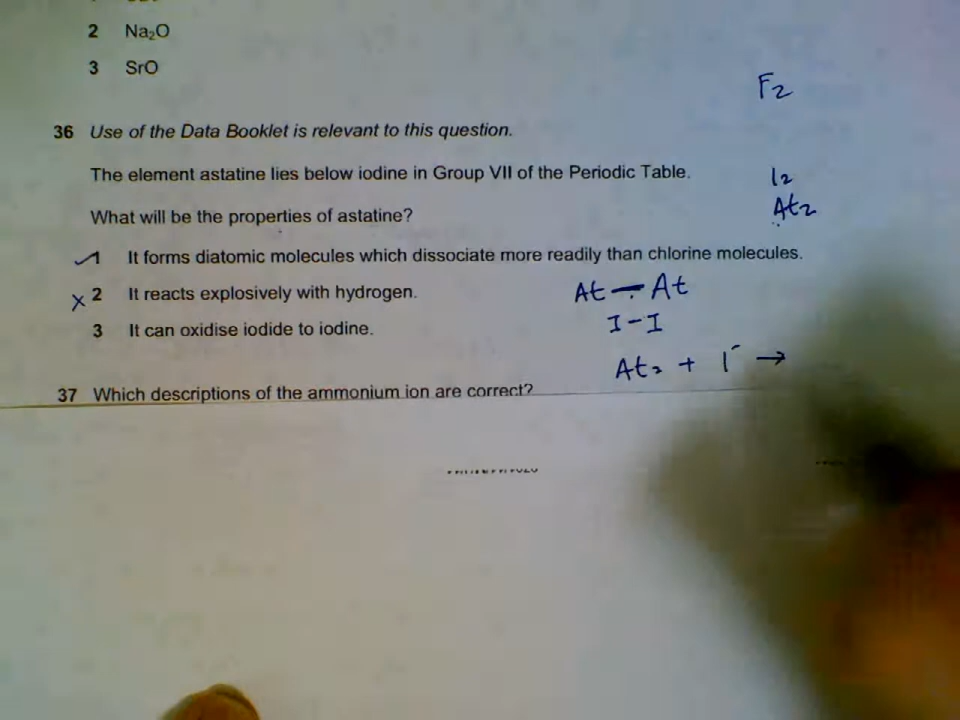 2 Na₂O
3 SrO
F₂
36 Use of the Data Booklet is relevant to this question.
The element astatine lies below iodine in Group VII of the Periodic Table.
I₂
What will be the properties of astatine?
At₂
✓ 1 It forms diatomic molecules which dissociate more readily than chlorine molecules.
x 2 It reacts explosively with hydrogen.
At — At
3 It can oxidise iodide to iodine.
I - I
At₂ + I⁻ →
37 Which descriptions of the ammonium ion are correct?